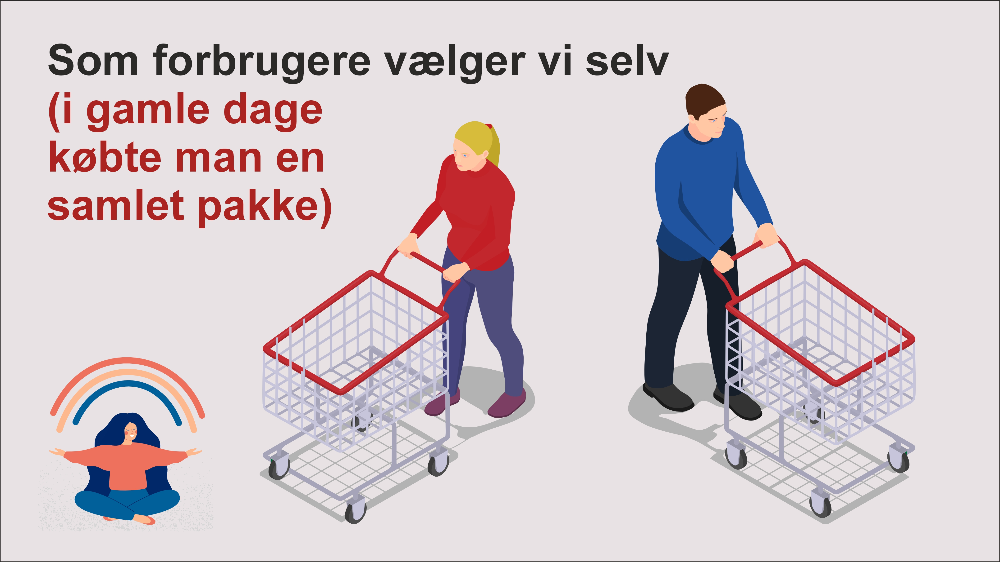 Som forbrugere vælger vi selv
(i gamle dage
købte man en
samlet pakke)